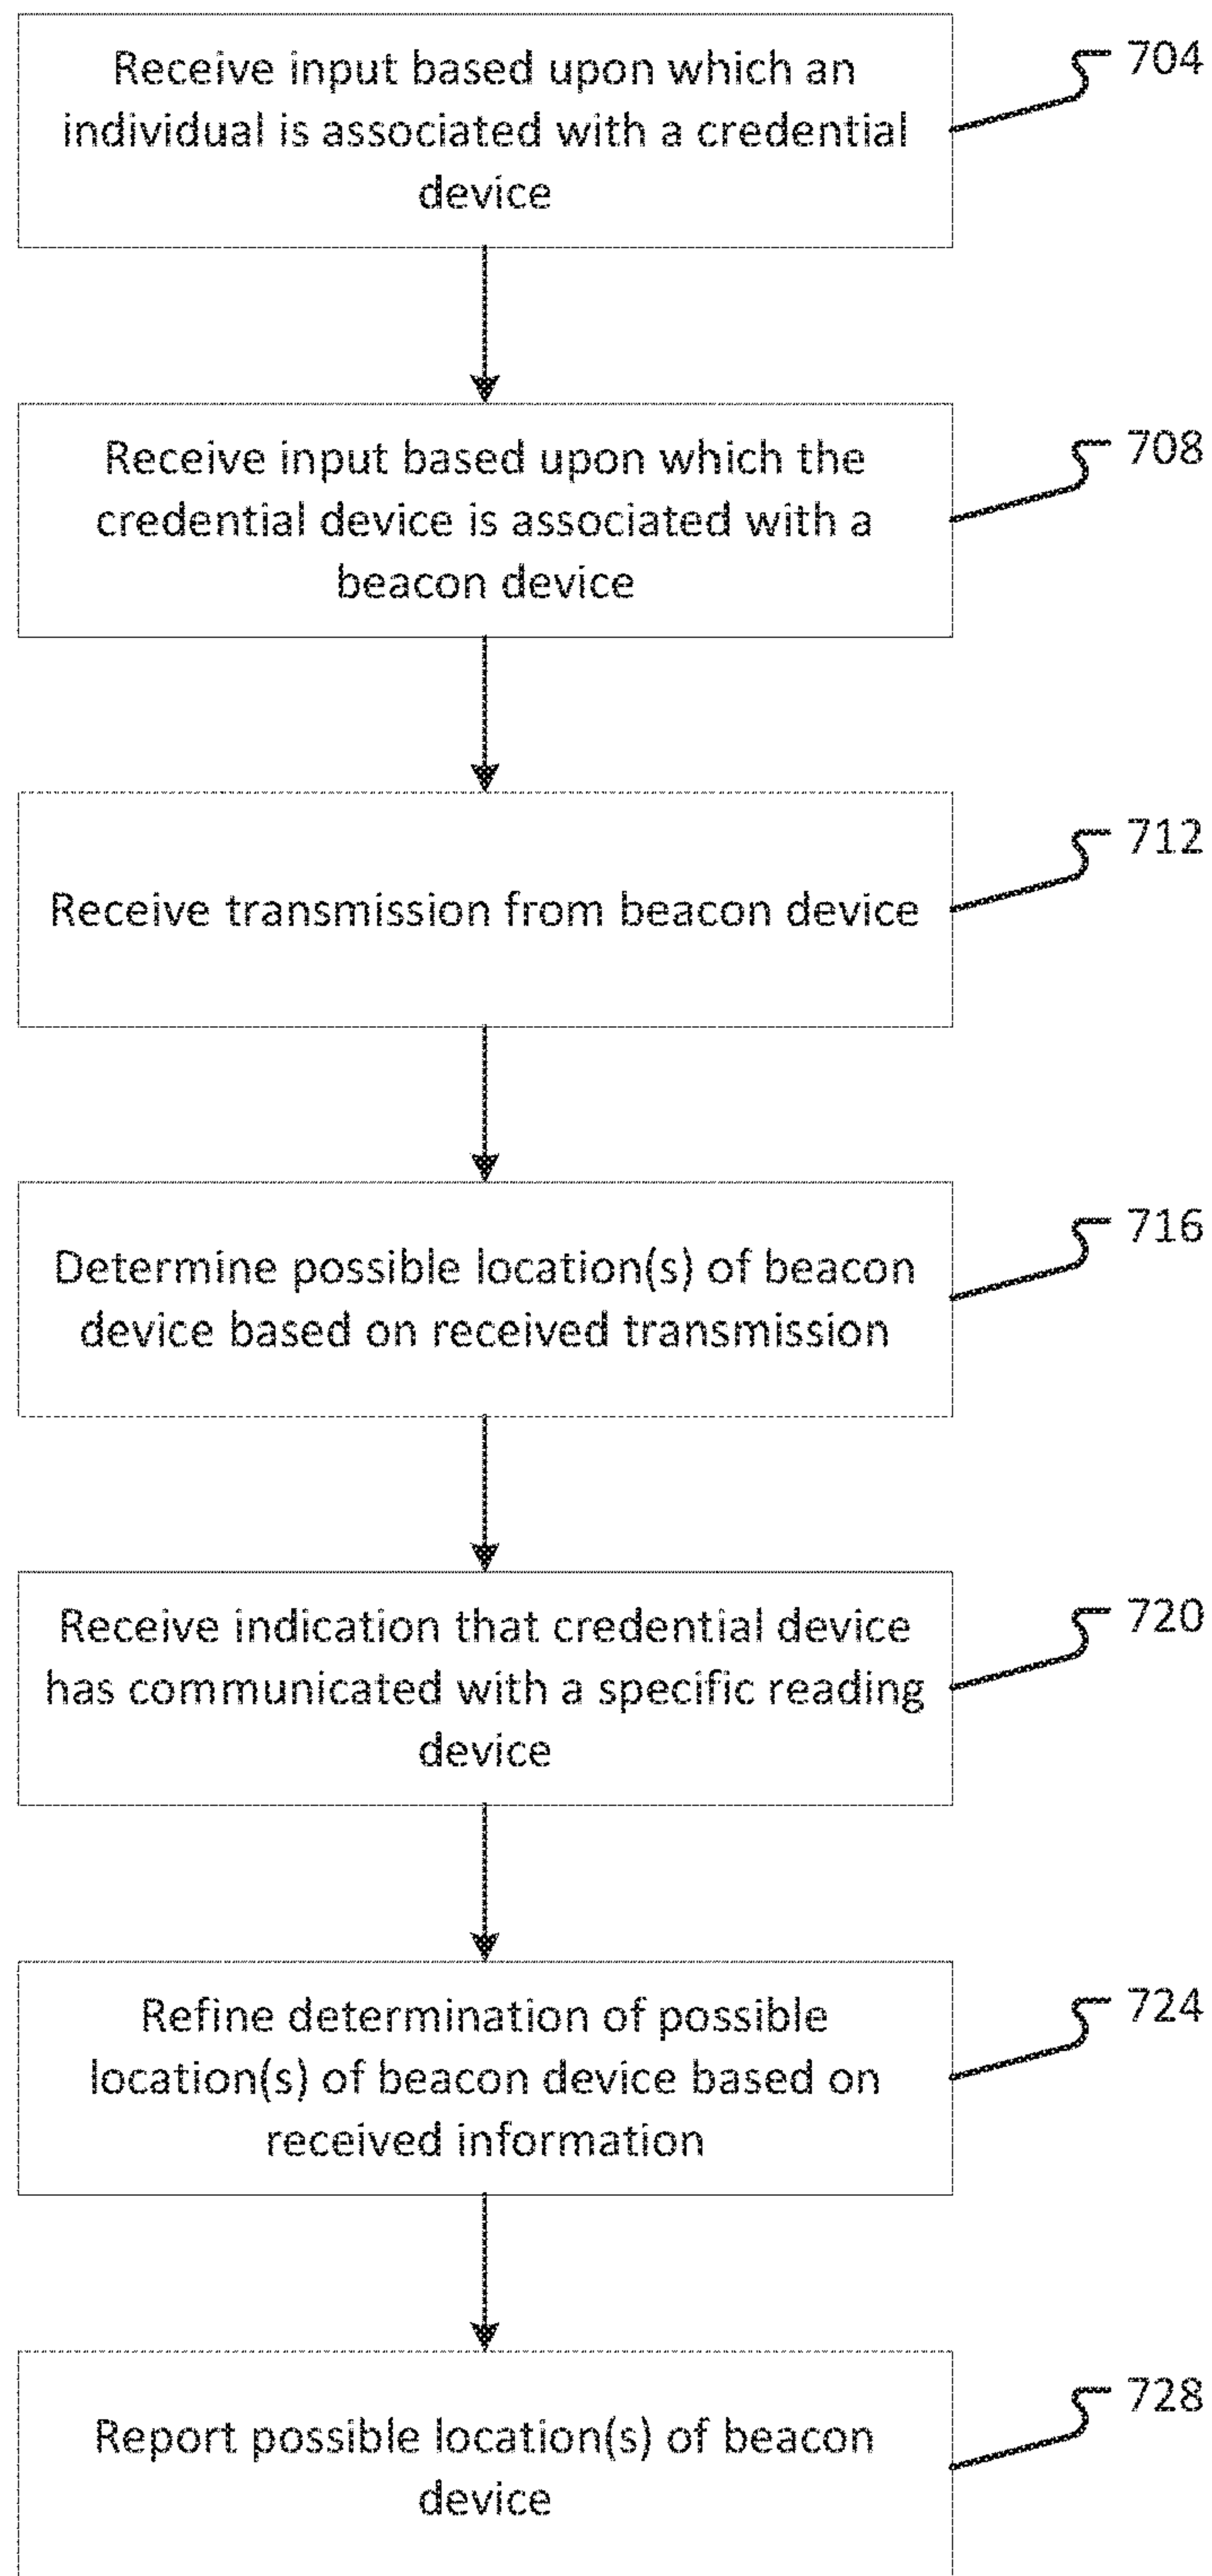 Receive input based upon which an
individual is associated with a credential
device
704
Receive input based upon which the
credential device is associated with a
beacon device
708
Receive transmission from beacon device
712
Determine possible location(s) of beacon
device based on received transmission
716
Receive indication that credential device
has communicated with a specific reading
device
720
Refine determination of possible
location(s) of beacon device based on
received information
724
Report possible location(s) of beacon
device
728